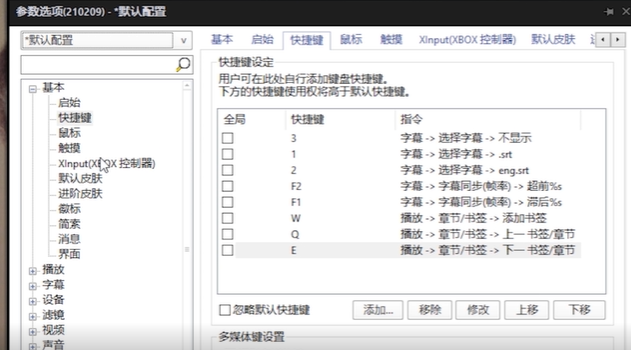 参数选项(210209) - *默认配置
*默认配置
基本
启始
快捷键
鼠标
触摸
XInput(XBOX 控制器)
默认皮肤
进阶皮肤
徽标
简索
消息
界面
播放
字幕
设备
滤镜
视频
声音
基本 启始 快捷键 鼠标 触摸 XInput(XBOX 控制器) 默认皮肤
快捷键设定
用户可在此处自行添加键盘快捷键。
下方的快捷键使用权将高于默认快捷键。
全局 快捷键 指令
3 字幕 -> 选择字幕 -> 不显示
1 字幕 -> 选择字幕 -> .srt
2 字幕 -> 选择字幕 -> eng.srt
F2 字幕 -> 字幕同步(帧率) -> 超前%s
F1 字幕 -> 字幕同步(帧率) -> 滞后%s
W 播放 -> 章节/书签 -> 添加书签
Q 播放 -> 章节/书签 -> 上一 书签/章节
E 播放 -> 章节/书签 -> 下一 书签/章节
忽略默认快捷键 添加... 移除 修改 上移 下移
多媒体键设置